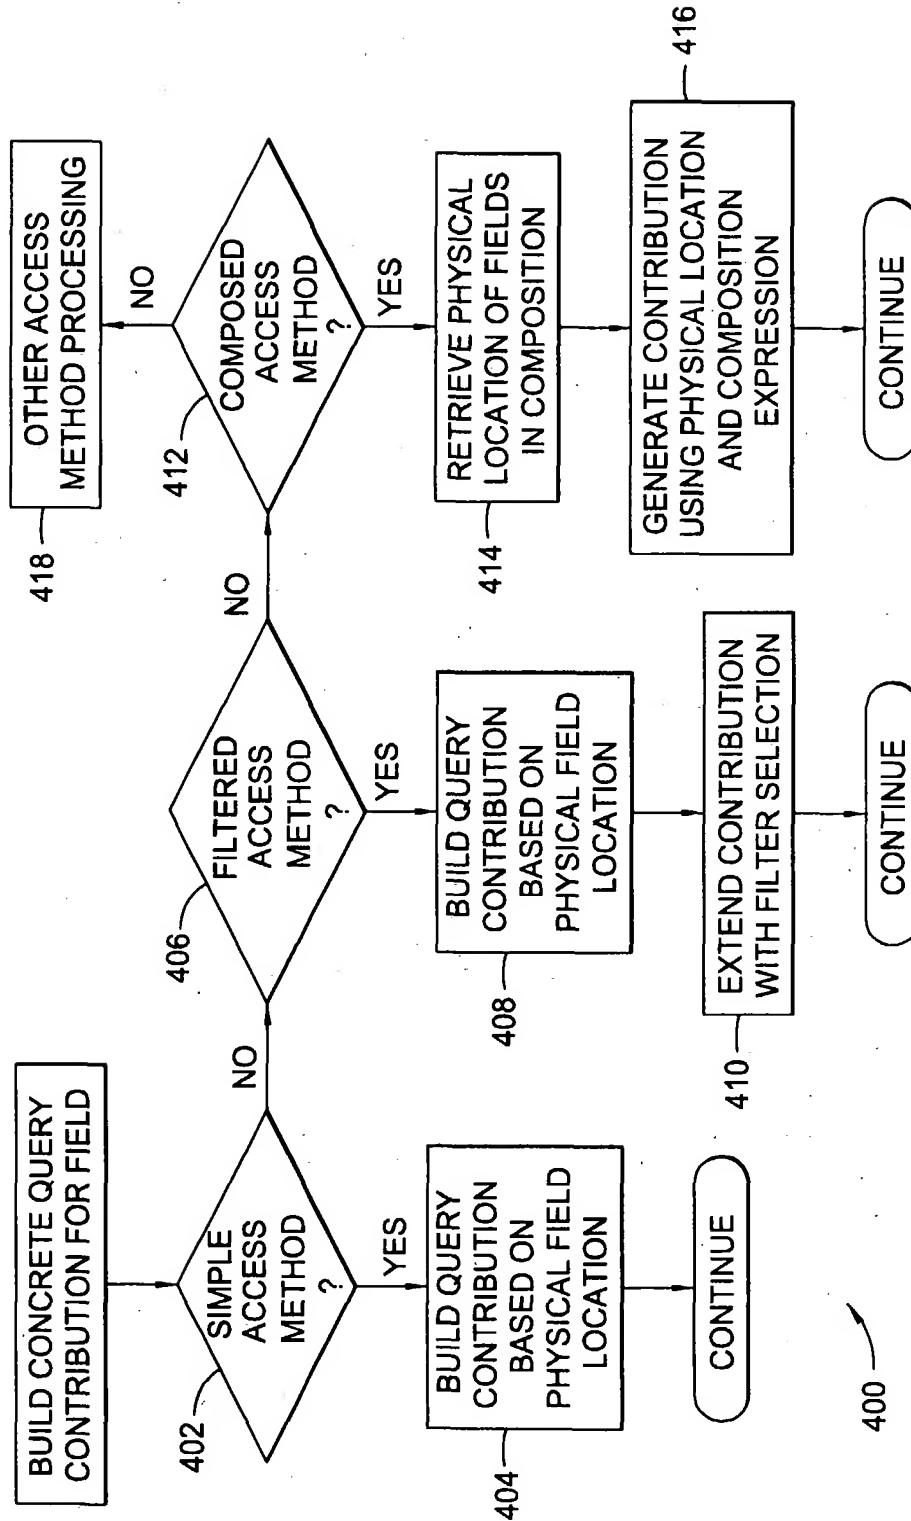 BUILD CONCRETE QUERY
CONTRIBUTION FOR FIELD
402
SIMPLE
ACCESS
METHOD
?
NO
YES
404
BUILD QUERY
CONTRIBUTION
BASED ON
PHYSICAL FIELD
LOCATION
CONTINUE
406
FILTERED
ACCESS
METHOD
?
NO
YES
408
BUILD QUERY
CONTRIBUTION
BASED ON
PHYSICAL FIELD
LOCATION
410
EXTEND CONTRIBUTION
WITH FILTER SELECTION
CONTINUE
412
COMPOSED
ACCESS
METHOD
?
NO
418
OTHER ACCESS
METHOD PROCESSING
YES
414
RETRIEVE PHYSICAL
LOCATION OF FIELDS
IN COMPOSITION
416
GENERATE CONTRIBUTION
USING PHYSICAL LOCATION
AND COMPOSITION
EXPRESSION
CONTINUE
400